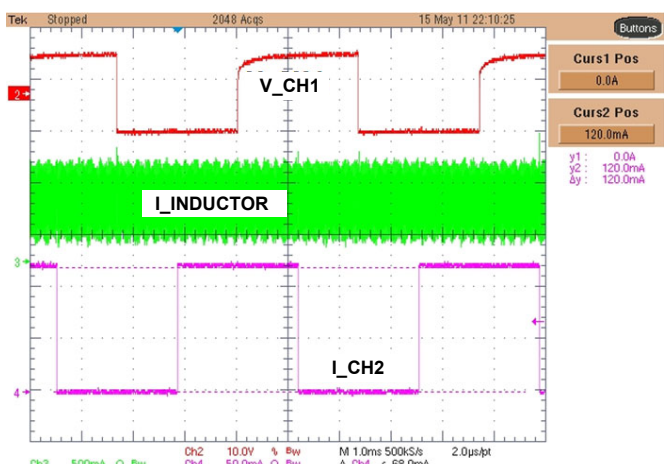 Tek Stopped 2048 Acqs 15 May 11 22:10:25
Buttons
Curs1 Pos
0.0A
Curs2 Pos
120.0mA
y1: 0.0A
y2: 120.0mA
Δy: 120.0mA
V_CH1
2
I_INDUCTOR
3
I_CH2
4
Ch2 10.0V Bw M 1.0ms 500kS/s 2.0µs/pt
Ch3 500mA Ω Bw Ch4 50.0mA Ω Bw A Ch4 68.0mA